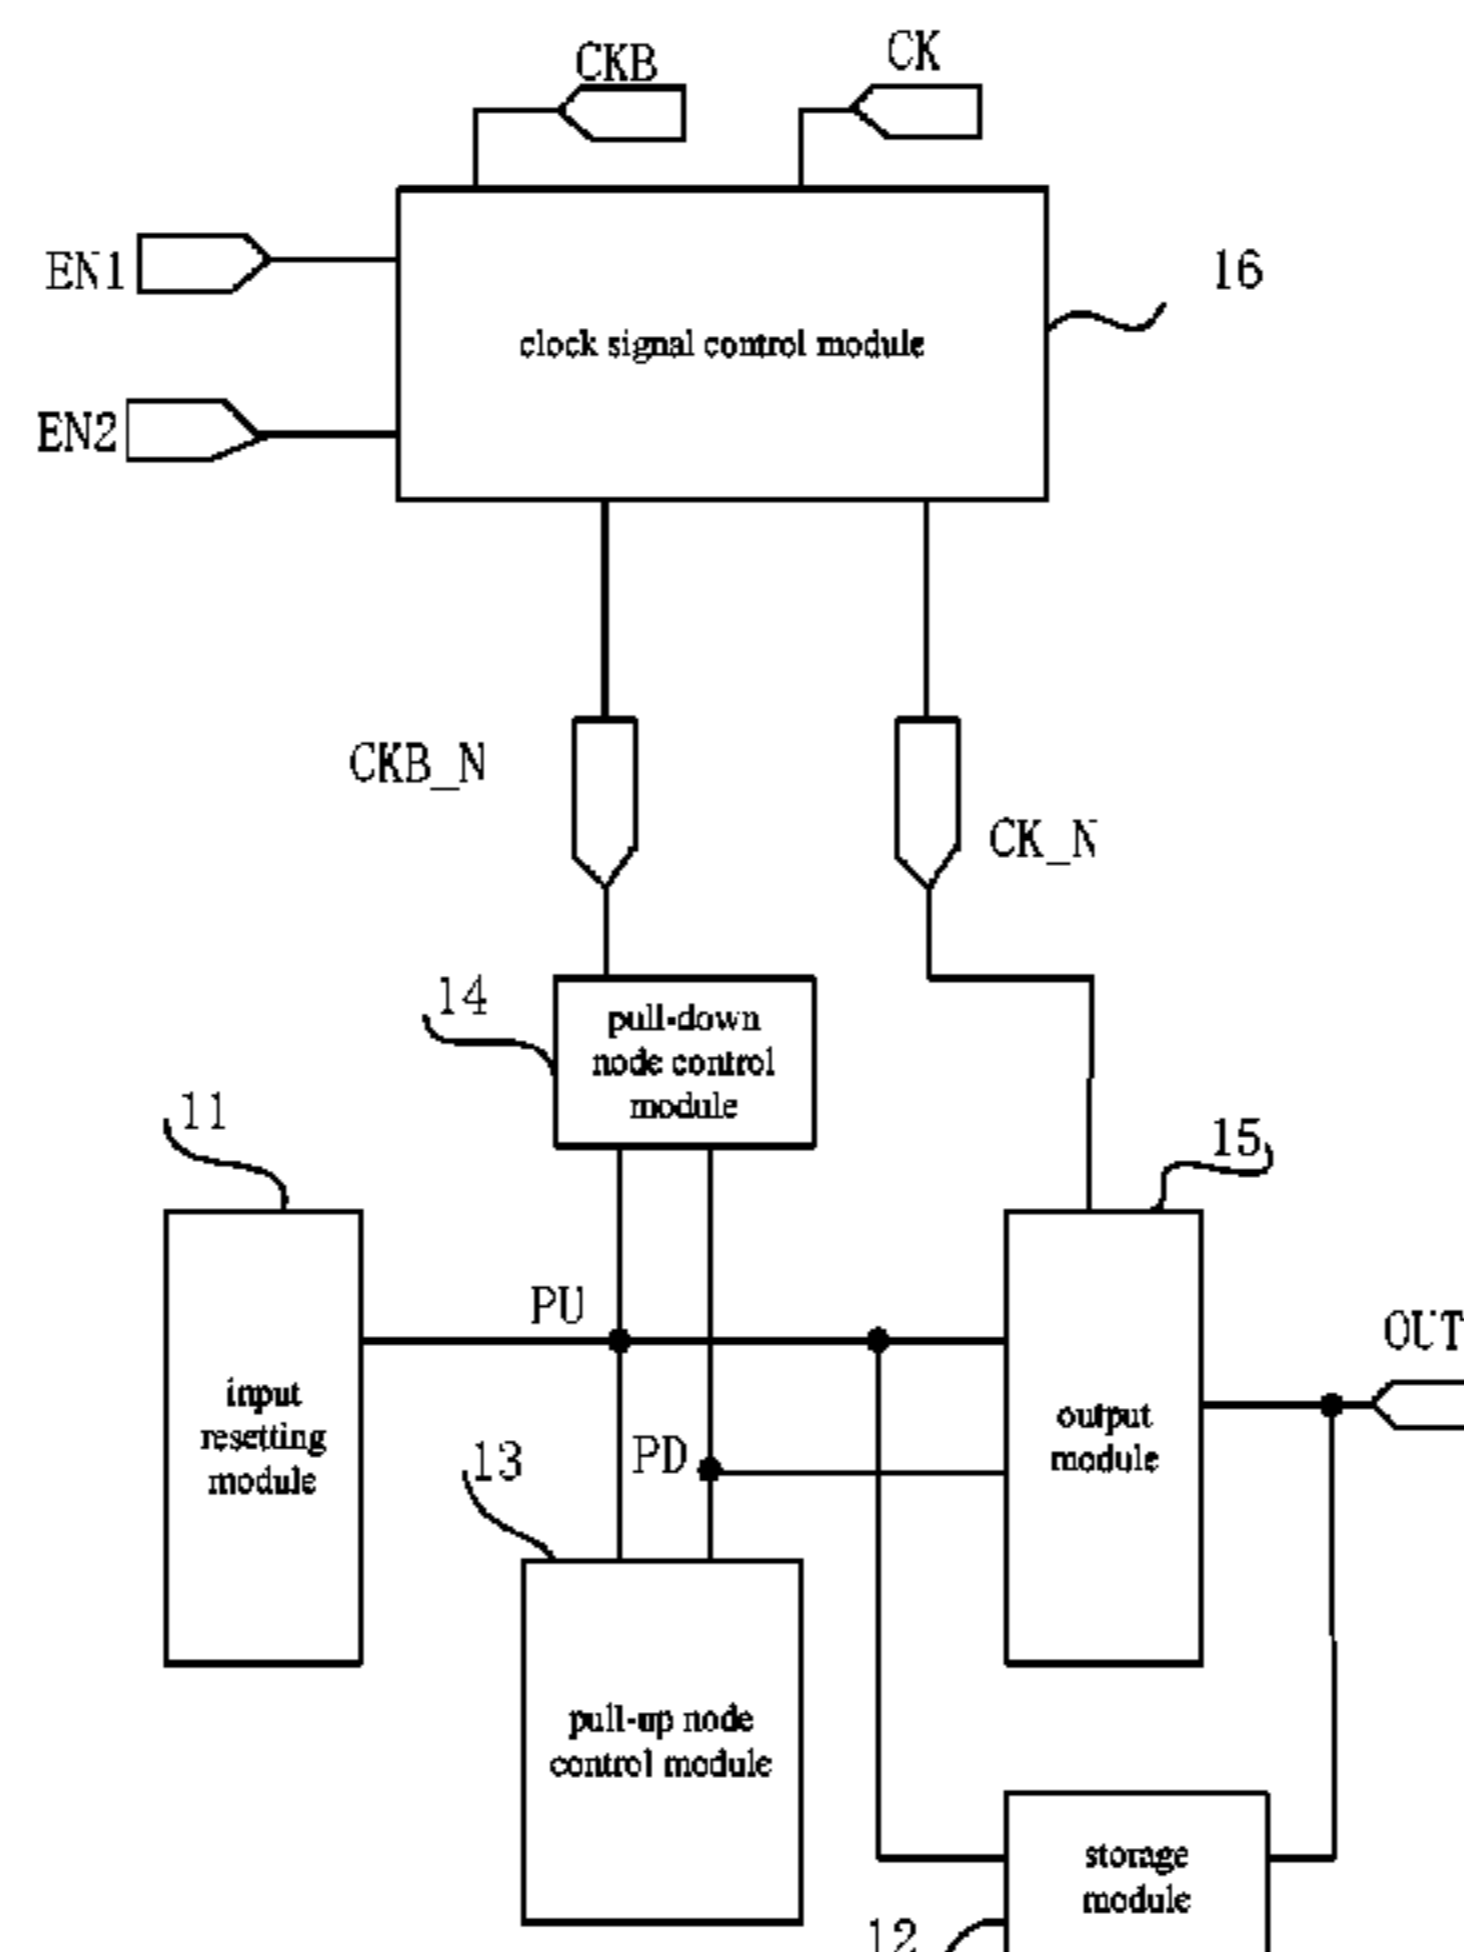 CKB
CK
EN1
16
clock signal control module
EN2
CKB_N
CK_N
14
pull-down
node control
module
11
15
PU
OUT
input
resetting
module
output
module
PD
13
pull-up node
control module
storage
module
12